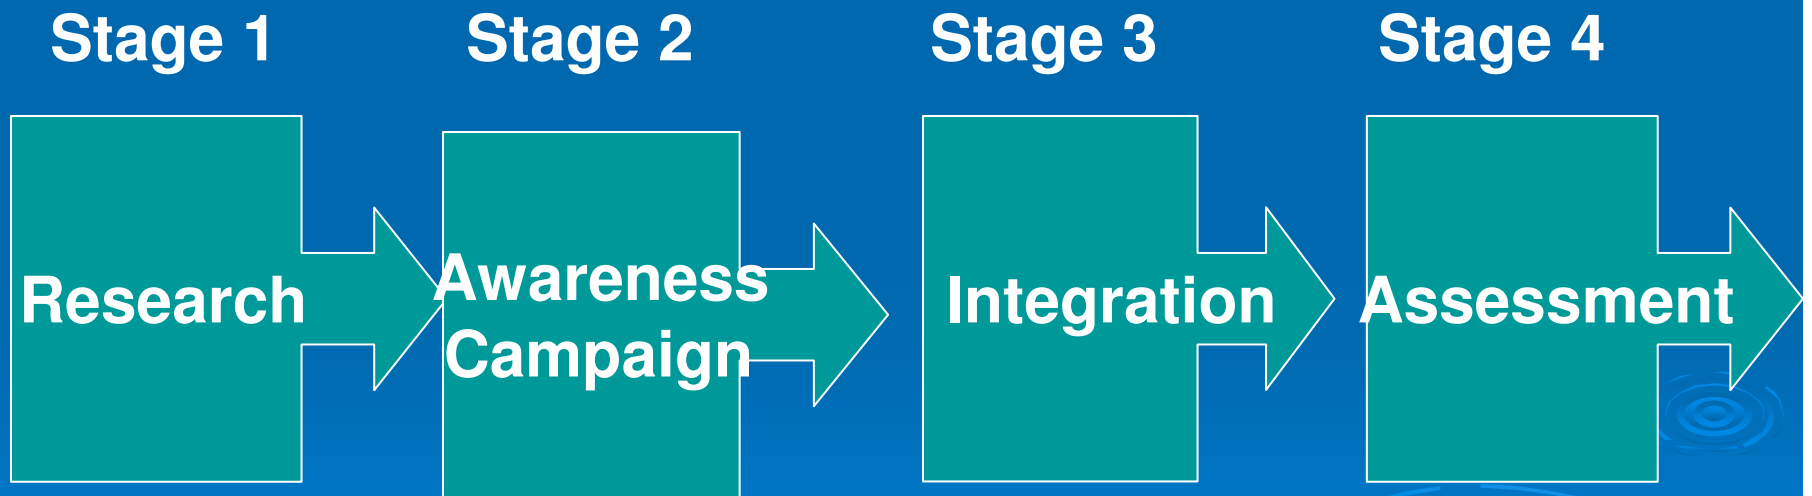 Stage 1
Stage 2
Stage 3
Stage 4
Research
Awareness
Campaign
Integration
Assessment